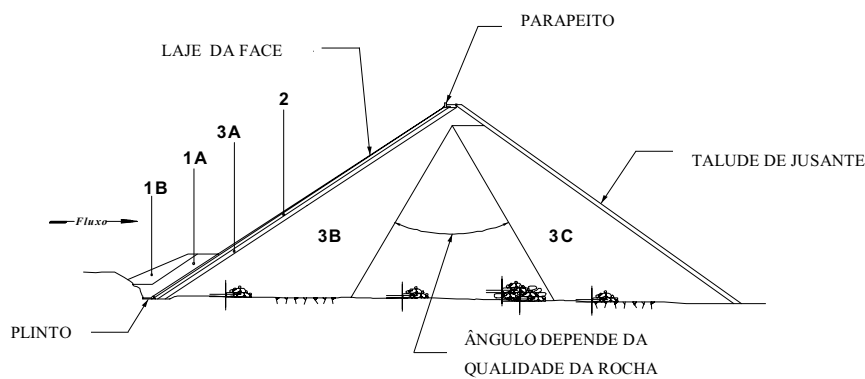 PARAPEITO
LAJE DA FACE
2
3A
1A
1B
TALUDE DE JUSANTE
Fluxo
3B
3C
PLINTO
ÂNGULO DEPENDE DA
QUALIDADE DA ROCHA